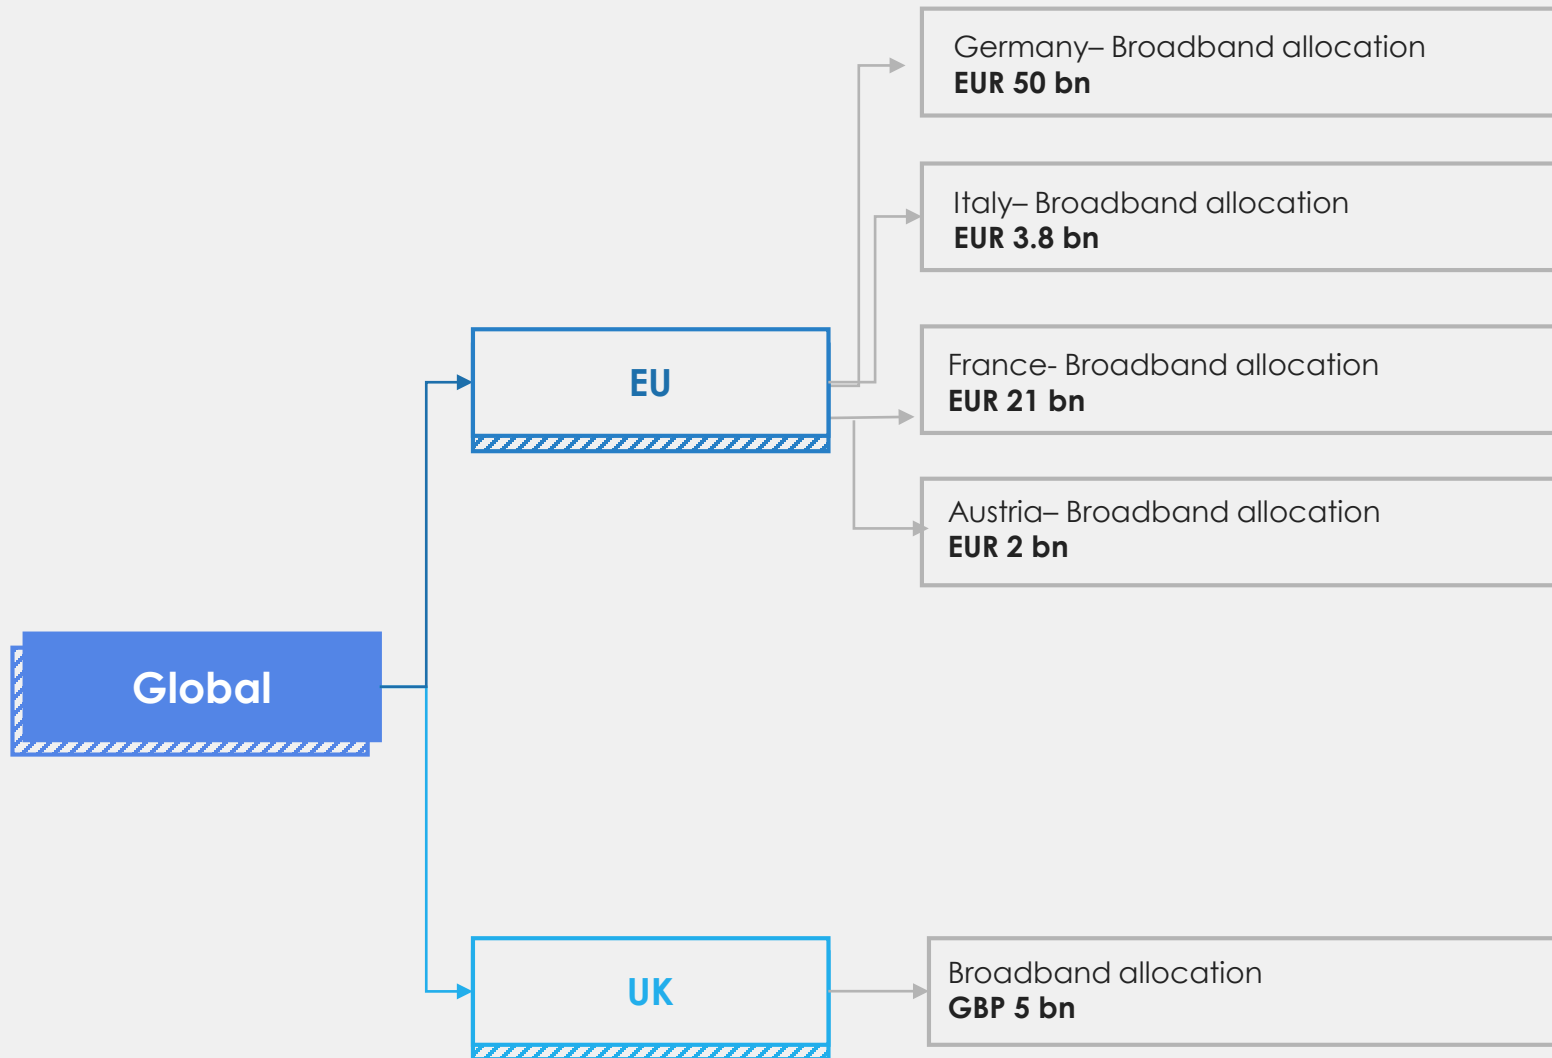 Germany– Broadband allocation
EUR 50 bn
Italy– Broadband allocation
EUR 3.8 bn
EU
France- Broadband allocation
EUR 21 bn
Austria– Broadband allocation
EUR 2 bn
Global
UK
Broadband allocation
GBP 5 bn